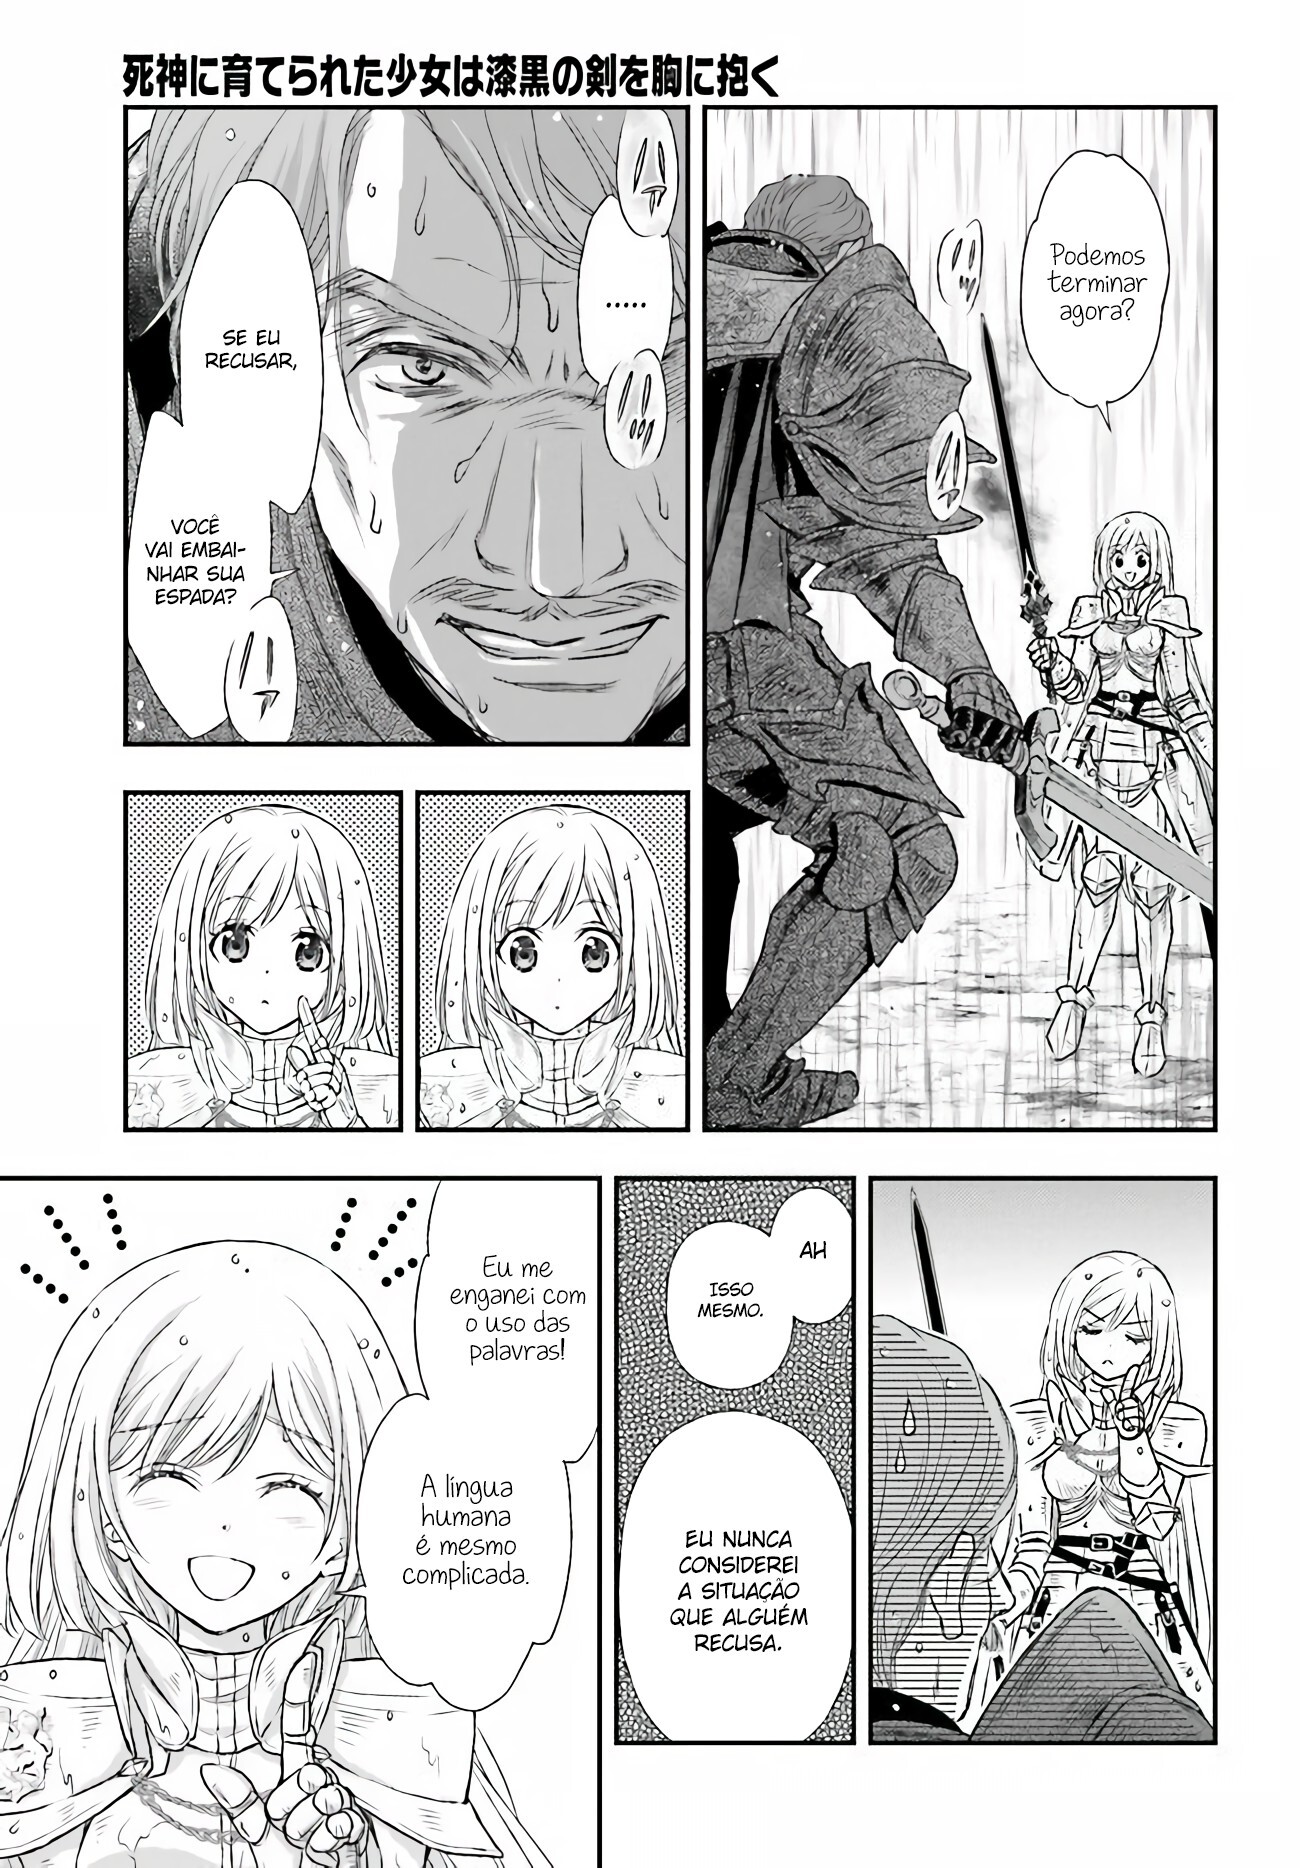 死神に育てられた少女は漆黒の剣を胸に抱く
Podemos
terminar
agora?
.....
SE EU
RECUSAR,
VOCÊ
VAI EMBAI-
NHAR SUA
ESPADA?
AH
ISSO
MESMO.
EU NUNCA
CONSIDEREI
A SITUAÇÃO
QUE ALGUÉM
RECUSA.
Eu me
enganei com
o uso das
palavras!
A língua
humana
é mesmo
complicada.